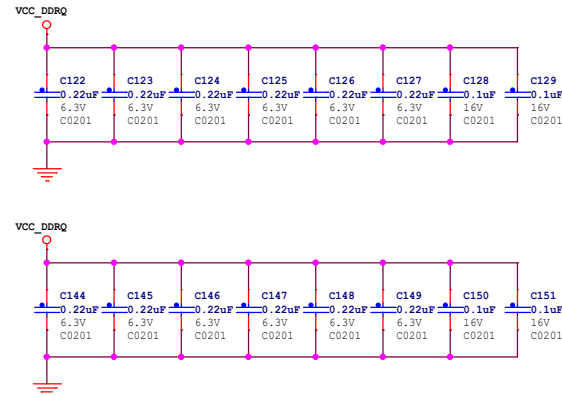 VCC_DDRQ
C122 C123 C124 C125 C126 C127 C128 C129
0.22uF 0.22uF 0.22uF 0.22uF 0.22uF 0.22uF 0.1uF 0.1uF
6.3V 6.3V 6.3V 6.3V 6.3V 6.3V 16V 16V
C0201 C0201 C0201 C0201 C0201 C0201 C0201 C0201
VCC_DDRQ
C144 C145 C146 C147 C148 C149 C150 C151
0.22uF 0.22uF 0.22uF 0.22uF 0.22uF 0.22uF 0.1uF 0.1uF
6.3V 6.3V 6.3V 6.3V 6.3V 6.3V 16V 16V
C0201 C0201 C0201 C0201 C0201 C0201 C0201 C0201